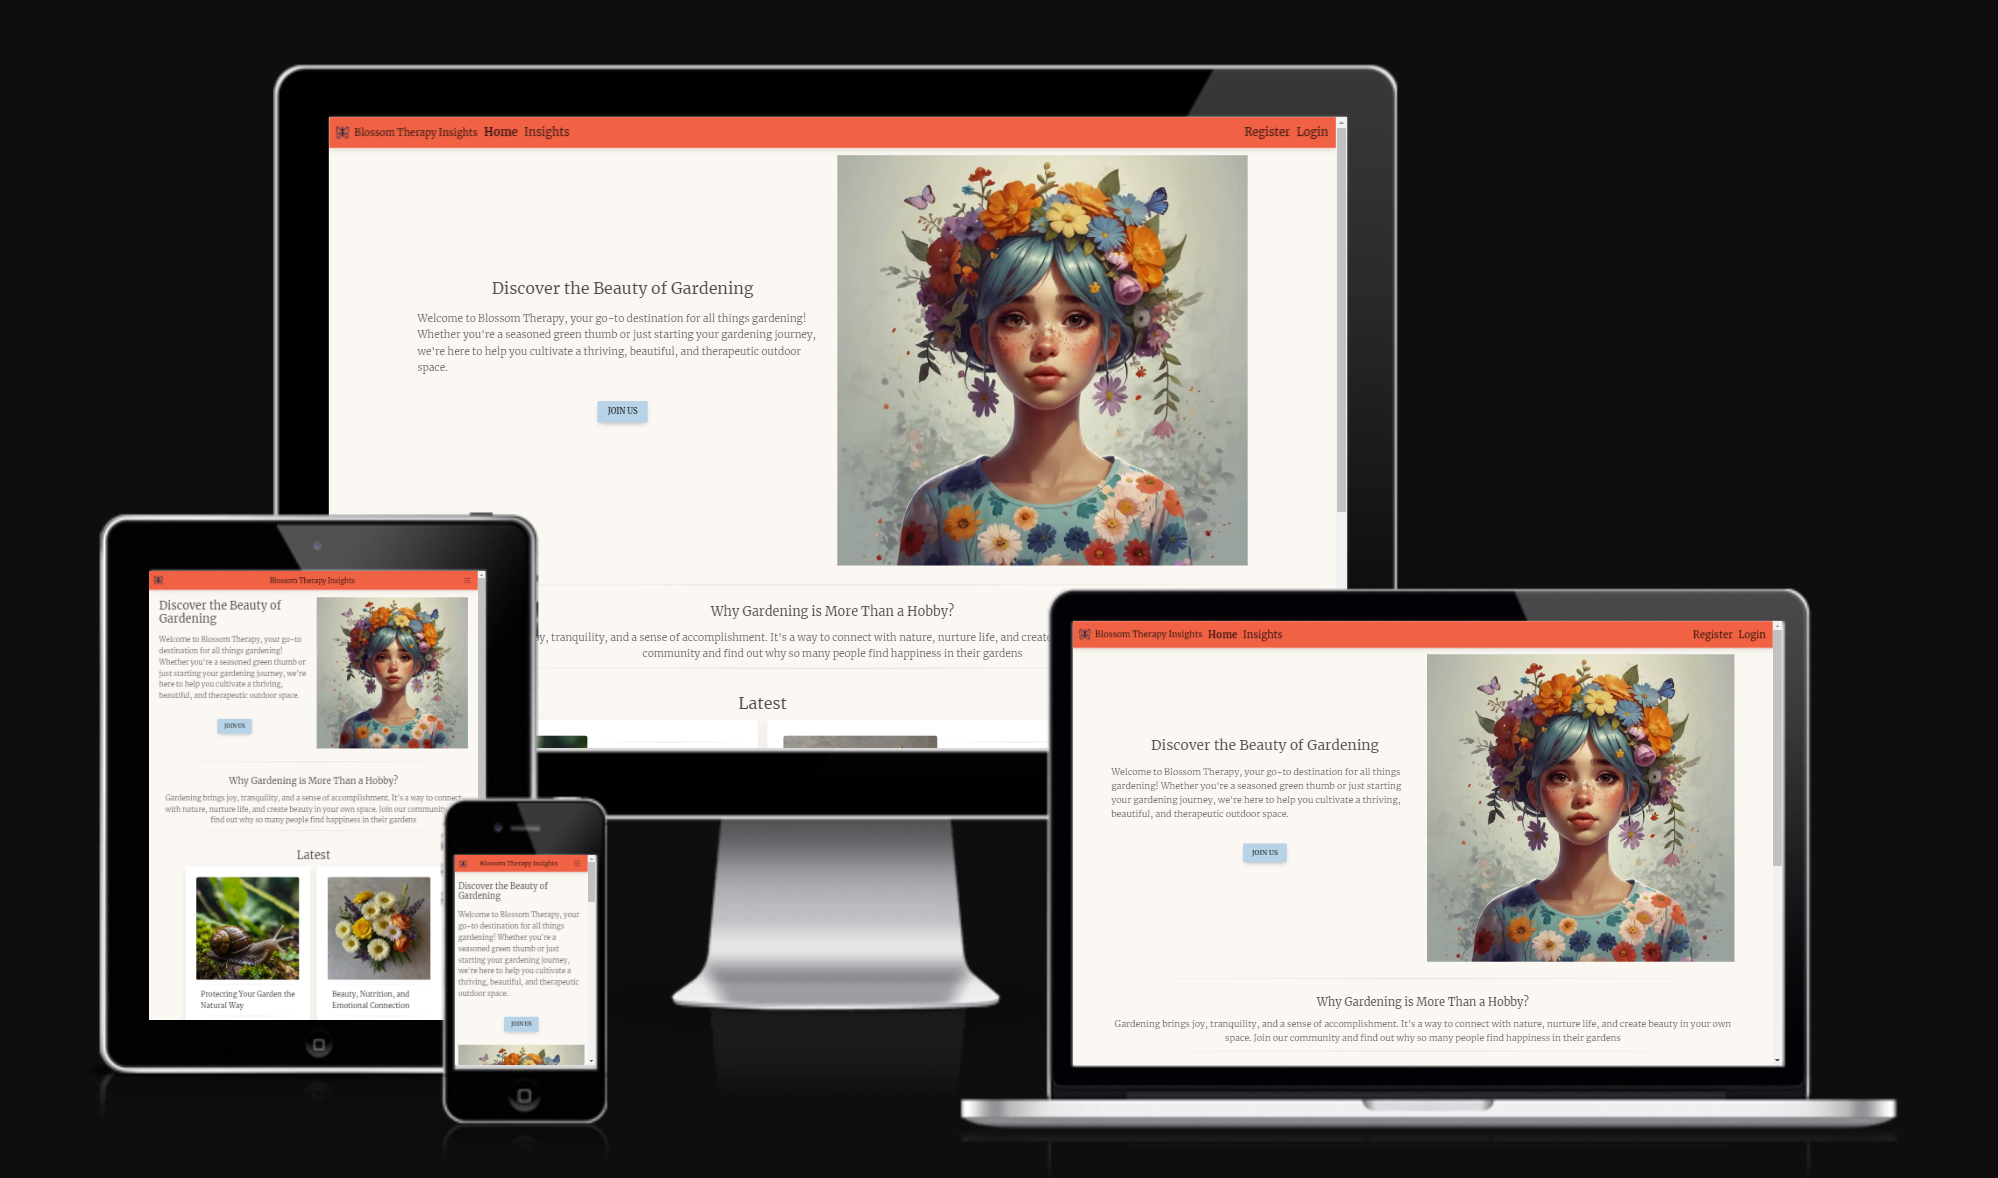 Blossom Therapy Insights Home Insights Register Login
Discover the Beauty of Gardening
Welcome to Blossom Therapy, your go-to destination for all things gardening!
Whether you're a seasoned green thumb or just starting your gardening journey,
we're here to help you cultivate a thriving, beautiful, and therapeutic outdoor
space.
JOIN US
Why Gardening is More Than a Hobby?
y, tranquility, and a sense of accomplishment. It's a way to connect with nature, nurture life, and create
community and find out why so many people find happiness in their gardens
Latest
Blossom Therapy Insights
Discover the Beauty of
Gardening
Welcome to Blossom Therapy, your go-to
destination for all things gardening!
Whether you're a seasoned green thumb or
just starting your gardening journey, we're
here to help you cultivate a thriving,
beautiful, and therapeutic outdoor space.
JOIN US
Why Gardening is More Than a Hobby?
Gardening brings joy, tranquility, and a sense of accomplishment. It's a way to connect
with nature, nurture life, and create beauty in your own space. Join our community
find out why so many people find happiness in their gardens
Latest
Protecting Your Garden the
Natural Way
Beauty, Nutrition, and
Emotional Connection
Blossom Therapy Insights
Discover the Beauty of
Gardening
Welcome to Blossom Therapy, your
go-to destination for all things
gardening! Whether you're a
seasoned green thumb or just
starting your gardening journey,
we're here to help you cultivate a
thriving, beautiful, and therapeutic
outdoor space.
JOIN US
Blossom Therapy Insights Home Insights Register Login
Discover the Beauty of Gardening
Welcome to Blossom Therapy, your go-to destination for all things
gardening! Whether you're a seasoned green thumb or just starting
your gardening journey, we're here to help you cultivate a thriving,
beautiful, and therapeutic outdoor space.
JOIN US
Why Gardening is More Than a Hobby?
Gardening brings joy, tranquility, and a sense of accomplishment. It's a way to connect with nature, nurture life, and create beauty in your own
space. Join our community and find out why so many people find happiness in their gardens